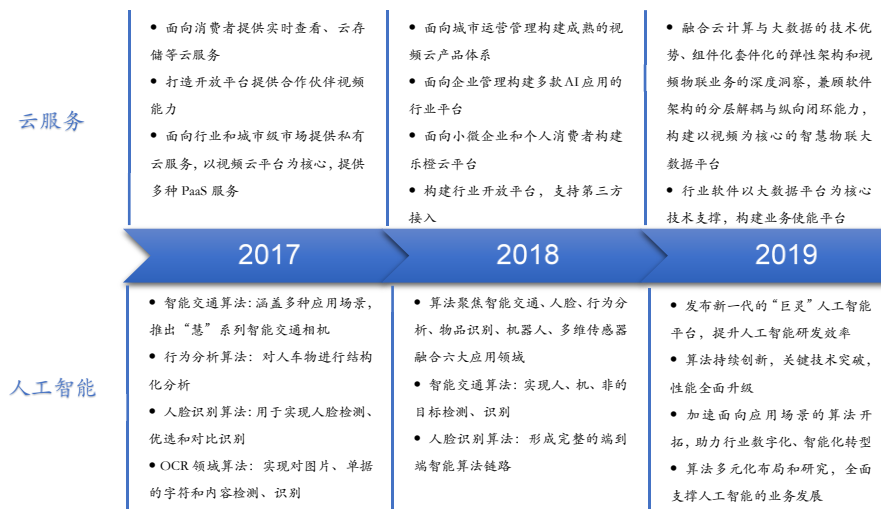 云服务
• 面向消费者提供实时查看、云存
储等云服务
• 打造开放平台提供合作伙伴视频
能力
• 面向行业和城市级市场提供私有
云服务，以视频云平台为核心，提供
多种 PaaS 服务
• 面向城市运营管理构建成熟的视
频云产品体系
• 面向企业管理构建多款AI应用的
行业平台
• 面向小微企业和个人消费者构建
乐橙云平台
• 构建行业开放平台，支持第三方
接入
• 融合云计算与大数据的技术优
势、组件化套件化的弹性架构和视
频物联业务的深度洞察，兼顾软件
架构的分层解耦与纵向闭环能力，
构建以视频为核心的智慧物联大
数据平台
• 行业软件以大数据平台为核心
技术支撑，构建业务使能平台
2017
2018
2019
人工智能
• 智能交通算法：涵盖多种应用场景，
推出“慧”系列智能交通相机
• 行为分析算法：对人车物进行结构
化分析
• 人脸识别算法：用于实现人脸检测、
优选和对比识别
• OCR 领域算法：实现对图片、单据
的字符和内容检测、识别
• 算法聚焦智能交通、人脸、行为分
析、物品识别、机器人、多维传感器
融合六大应用领域
• 智能交通算法：实现人、机、非的
目标检测、识别
• 人脸识别算法：形成完整的端到
端智能算法链路
• 发布新一代的“巨灵”人工智能
平台，提升人工智能研发效率
• 算法持续创新，关键技术突破，
性能全面升级
• 加速面向应用场景的算法开
拓，助力行业数字化、智能化转型
• 算法多元化布局和研究，全面
支撑人工智能的业务发展